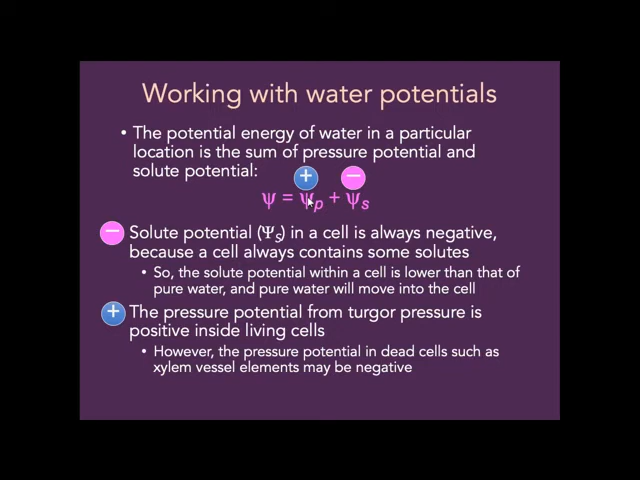 Working with water potentials
• The potential energy of water in a particular
location is the sum of pressure potential and
solute potential:
+ −
ψ = ψp + ψs
− Solute potential (Ψs) in a cell is always negative,
because a cell always contains some solutes
• So, the solute potential within a cell is lower than that of
pure water, and pure water will move into the cell
+ The pressure potential from turgor pressure is
positive inside living cells
• However, the pressure potential in dead cells such as
xylem vessel elements may be negative